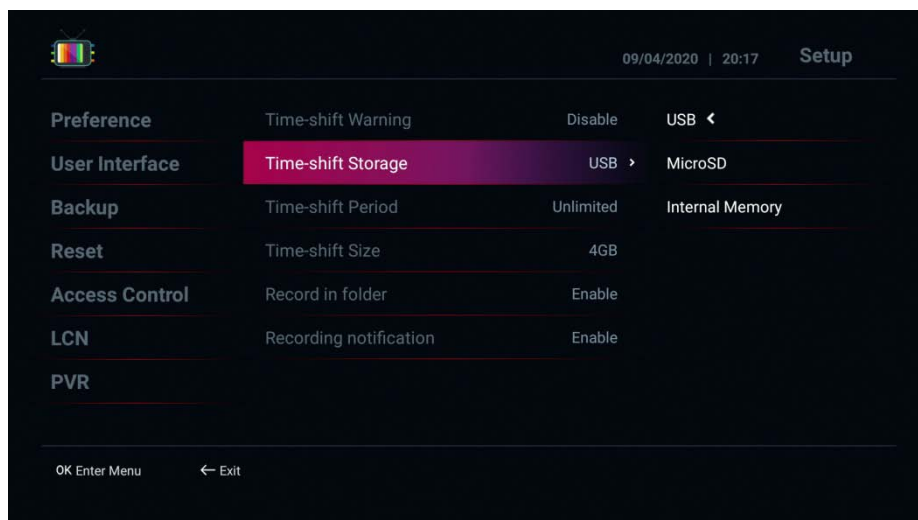 09/04/2020 | 20:17 Setup
Preference
User Interface
Backup
Reset
Access Control
LCN
PVR
Time-shift Warning Disable
Time-shift Storage USB >
Time-shift Period Unlimited
Time-shift Size 4GB
Record in folder Enable
Recording notification Enable
USB <
MicroSD
Internal Memory
OK Enter Menu ← Exit